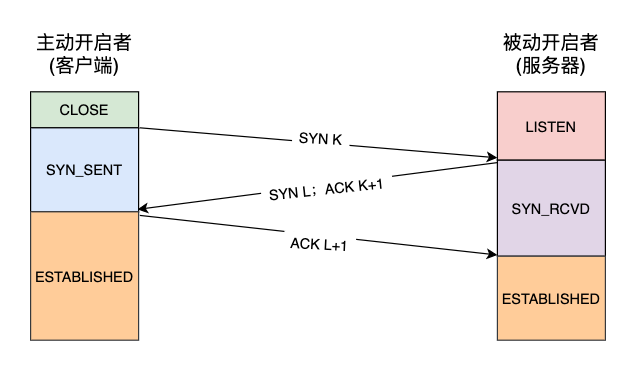 主动开启者
(客户端)
被动开启者
(服务器)
CLOSE
LISTEN
SYN K
SYN_SENT
SYN L；ACK K+1
SYN_RCVD
ACK L+1
ESTABLISHED
ESTABLISHED